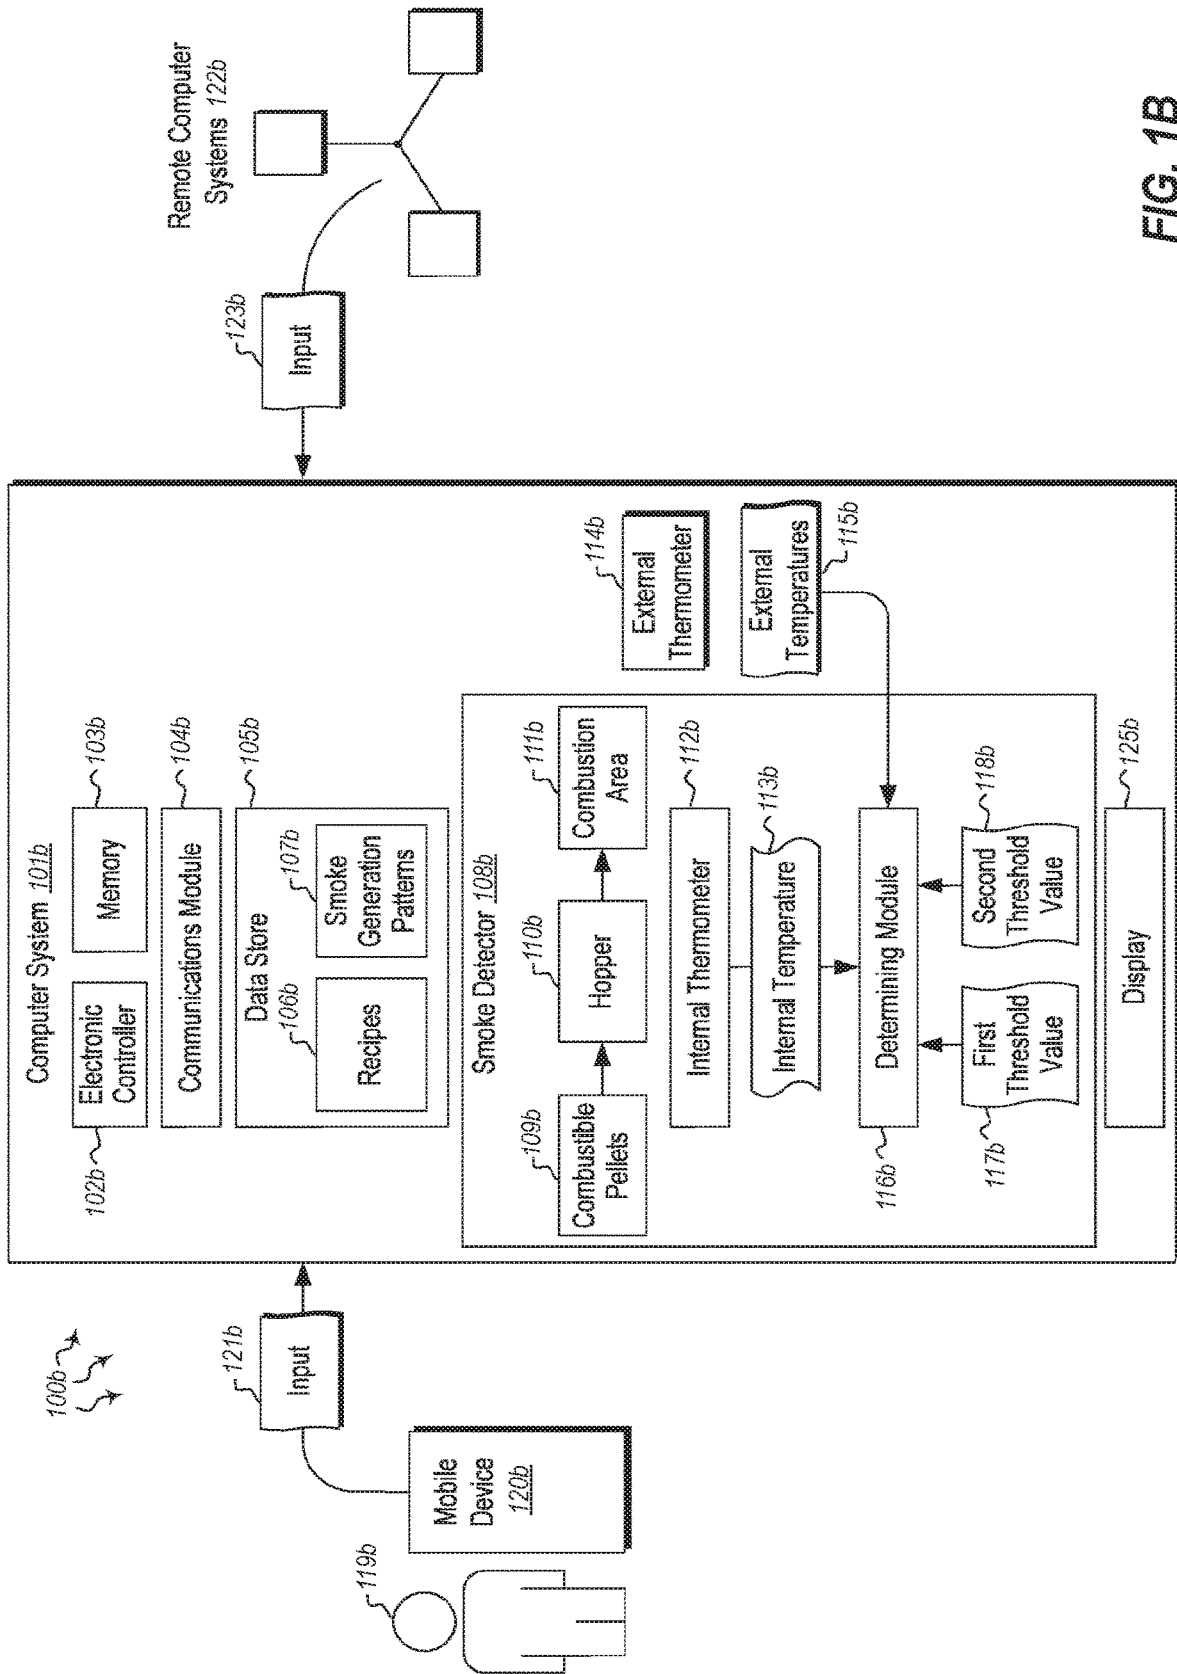 100b
119b
Mobile
Device
120b
121b
Input
Computer System 101b
102b
Electronic
Controller
103b
Memory
104b
Communications Module
105b
Data Store
106b
Recipes
107b
Smoke
Generation
Patterns
Smoke Detector 108b
109b
Combustible
Pellets
110b
Hopper
111b
Combustion
Area
112b
Internal Thermometer
113b
Internal Temperature
114b
External
Thermometer
External
Temperatures
115b
116b
Determining Module
117b
First
Threshold
Value
118b
Second
Threshold
Value
125b
Display
123b
Input
Remote Computer
Systems 122b
FIG. 1B